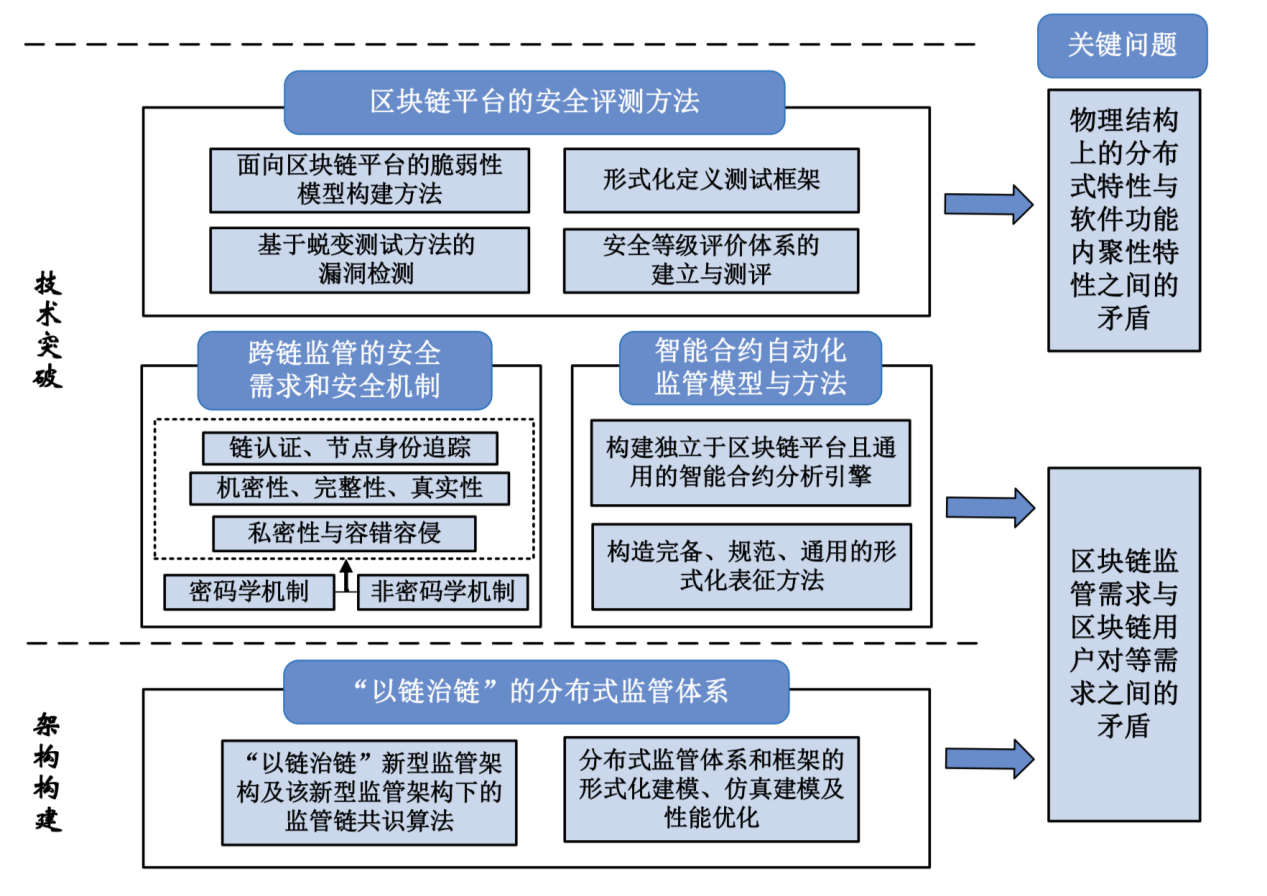 关键问题
区块链平台的安全评测方法
面向区块链平台的脆弱性
模型构建方法
形式化定义测试框架
基于蜕变测试方法的
漏洞检测
安全等级评价体系的
建立与测评
物理结构
上的分布
式特性与
软件功能
内聚性特
性之间的
矛盾
技
术
突
破
跨链监管的安全
需求和安全机制
链认证、节点身份追踪
机密性、完整性、真实性
私密性与容错容侵
密码学机制
非密码学机制
智能合约自动化
监管模型与方法
构建独立于区块链平台且通
用的智能合约分析引擎
构造完备、规范、通用的形
式化表征方法
区块链监
管需求与
区块链用
户对等需
求之间的
矛盾
架
构
构
建
“以链治链”的分布式监管体系
“以链治链”新型监管架
构及该新型监管架构下的
监管链共识算法
分布式监管体系和框架的
形式化建模、仿真建模及
性能优化